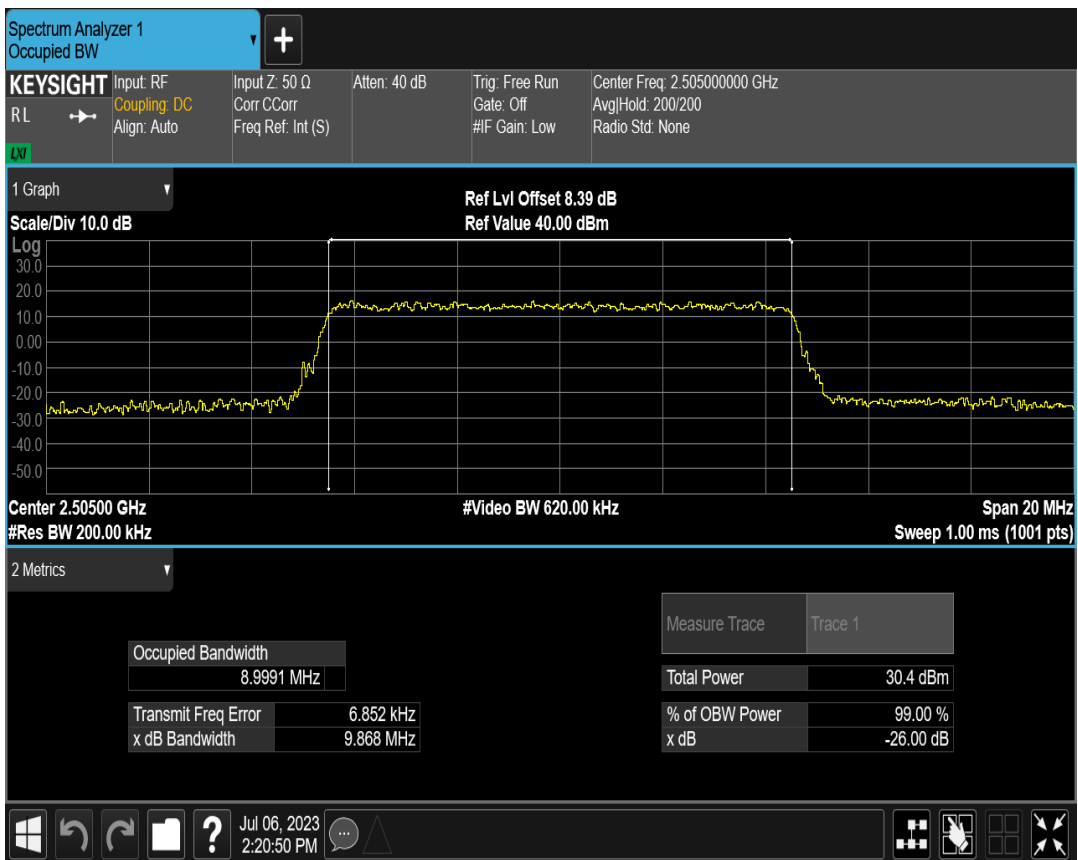 Spectrum Analyzer 1
Occupied BW
KEYSIGHT
R L
LXI
Input: RF
Coupling: DC
Align: Auto
Input Z: 50 Ω
Corr CCorr
Freq Ref: Int (S)
Atten: 40 dB
Trig: Free Run
Gate: Off
#IF Gain: Low
Center Freq: 2.505000000 GHz
Avg|Hold: 200/200
Radio Std: None
1 Graph
Scale/Div 10.0 dB
Ref Lvl Offset 8.39 dB
Ref Value 40.00 dBm
Log
30.0
20.0
10.0
0.00
-10.0
-20.0
-30.0
-40.0
-50.0
Center 2.50500 GHz
#Video BW 620.00 kHz
Span 20 MHz
#Res BW 200.00 kHz
Sweep 1.00 ms (1001 pts)
2 Metrics
Measure Trace Trace 1
Occupied Bandwidth
8.9991 MHz
Total Power 30.4 dBm
Transmit Freq Error 6.852 kHz
% of OBW Power 99.00 %
x dB Bandwidth 9.868 MHz
x dB -26.00 dB
?
Jul 06, 2023
2:20:50 PM